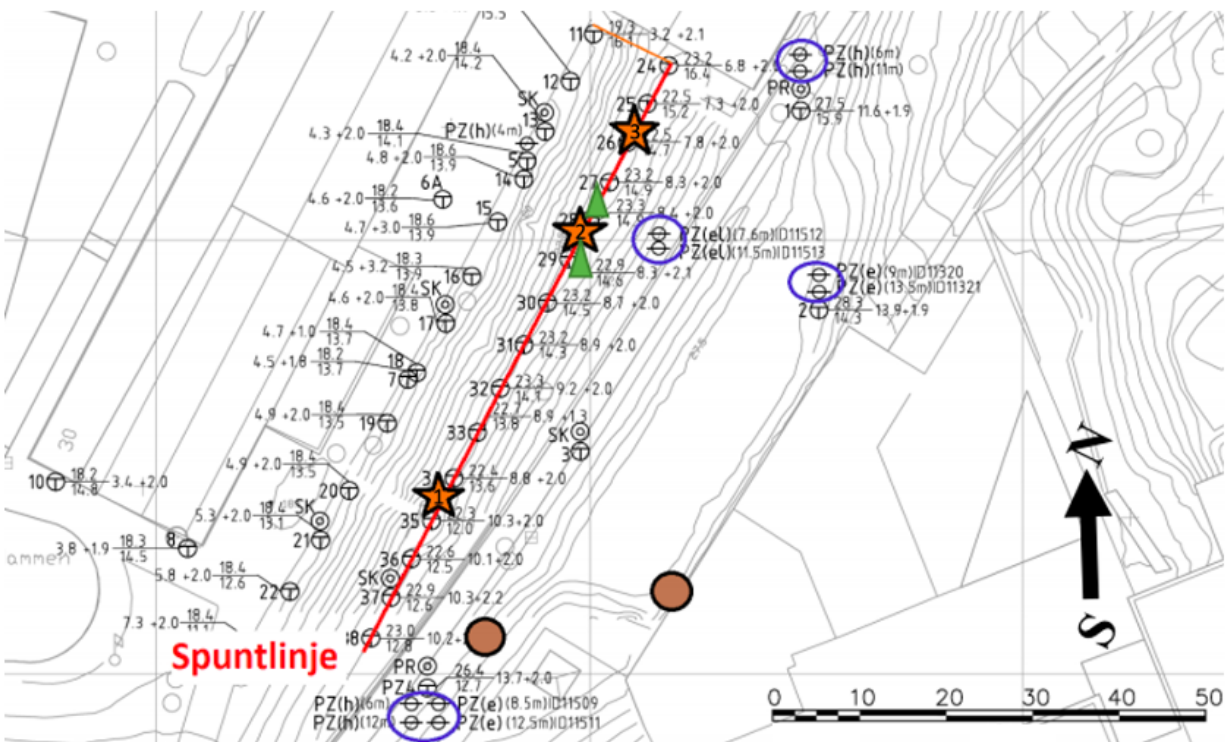 11 19.3 3.2 +2.1
16.1
24 23.2 6.8
16.4
PZ(h)(6m)
PZ(h)(11m)
PR
1 27.5 11.6+1.9
15.9
4.2 +2.0 18.4
14.2
12
SK
13
25 22.5 7.3 +2.0
15.2
3
4.3 +2.0 18.4 PZ(h)(4m)
14.1
26 7.8 +2.0
4.8 +2.0 18.6 5
13.9 14
27 23.2 8.3 +2.0
14.9
4.6 +2.0 18.2 6A
13.6
4.7 +3.0 18.6 15
13.9
23.3
2
PZ(el)(7.6m)ID11512
PZ(el)(11.5m)ID11513
29 22.9 8.3 +2.1
14.6
4.5 +3.2 18.3 16
13.9
PZ(e)(9m)ID11320
PZ(e)(13.5m)ID11321
2 28.3 13.9+1.9
14.3
4.6 +2.0 18.4 SK
13.8 17
30 23.2 8.7 +2.0
14.5
4.7 +1.0 18.4 18
13.7
31 23.2 8.9 +2.0
14.3
4.5 +1.8 18.2 7
13.7
32 23.3 9.2 +2.0
14.1
4.9 +2.0 18.4 19
13.5
33 22.7 8.9 +1.3
13.8
SK
3
30
4.9 +2.0 18.4 20
13.5
22.4 8.8 +2.0
13.6
1
10 18.2 3.4 +2.0
14.8
5.3 +2.0 18.4 SK
13.1 21
35 10.3+2.0
12.0
3.8 +1.9 18.3 8
14.5
ammen
36 22.6 10.1+2.0
12.5
5.8 +2.0 18.4 22
12.6
SK
37 22.9 10.3+2.2
12.6
7.3 +2.0 18.4
23.0 10.2
12.8
Spuntlinje
PR
PZ4 26.4 13.7+2.0
12.7
PZ(h)(6m) PZ(e)(8.5m)ID11509
PZ(h)(12m) PZ(e)(12.5m)ID11511
N
S
0 10 20 30 40 50